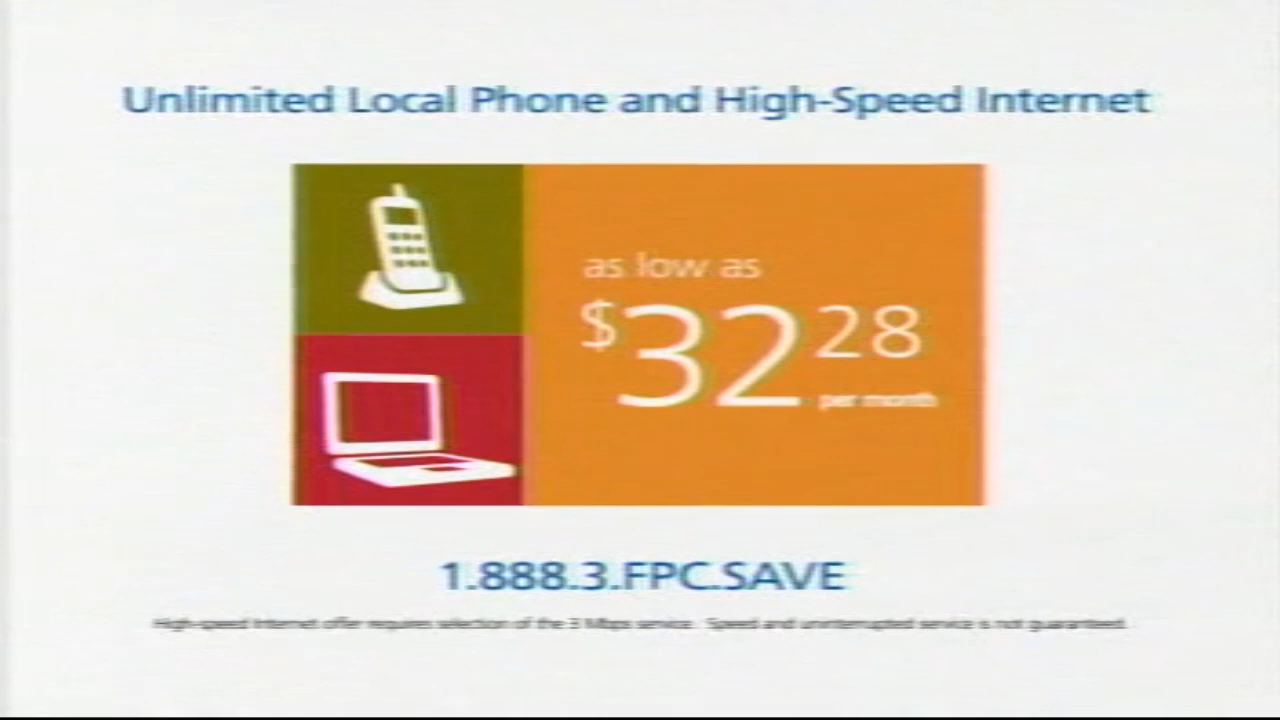 Unlimited Local Phone and High-Speed Internet
as low as
$32 28
per month
1.888.3.FPC.SAVE
High-speed Internet offer requires selection of the 3 Mbps service. Speed and uninterrupted service is not guaranteed.